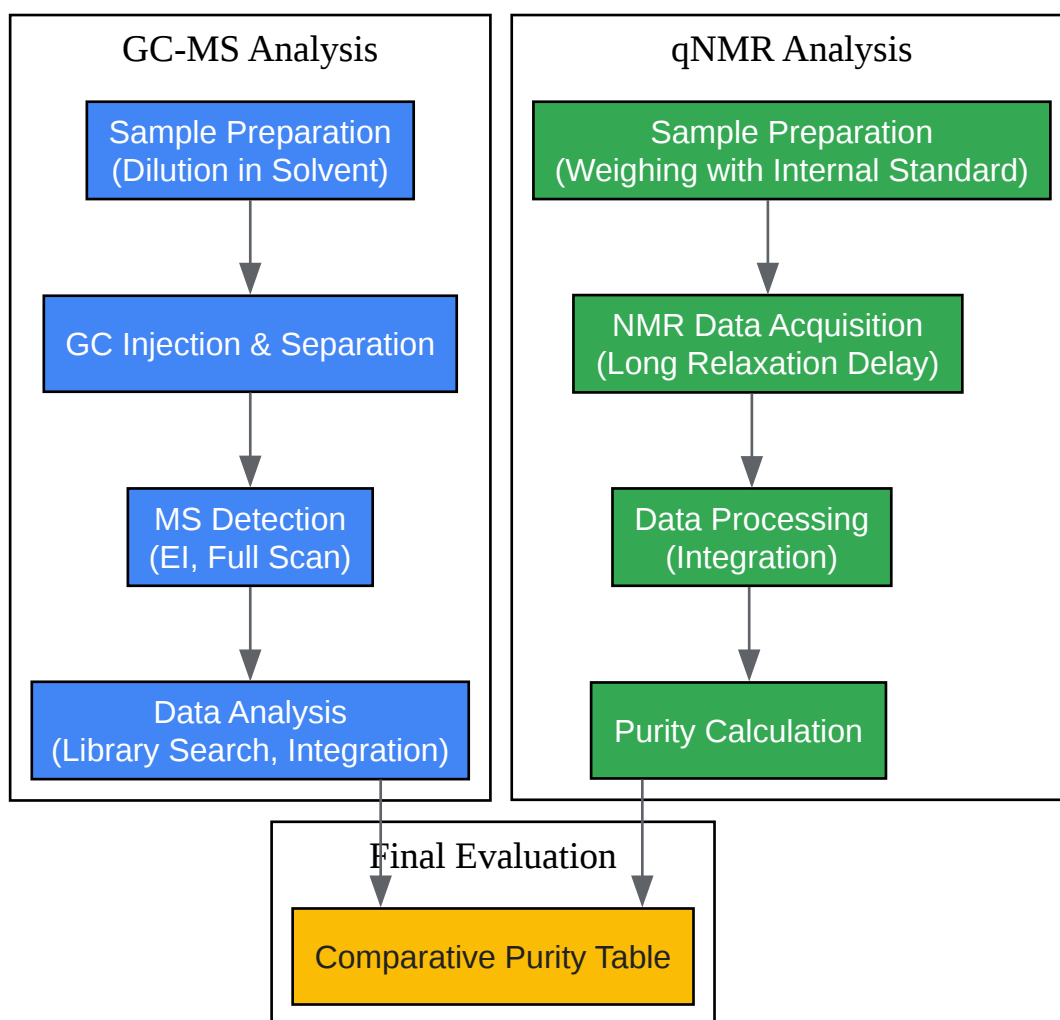 GC-MS Analysis
Sample Preparation
(Dilution in Solvent)
GC Injection & Separation
MS Detection
(EI, Full Scan)
Data Analysis
(Library Search, Integration)
qNMR Analysis
Sample Preparation
(Weighing with Internal Standard)
NMR Data Acquisition
(Long Relaxation Delay)
Data Processing
(Integration)
Purity Calculation
Final Evaluation
Comparative Purity Table